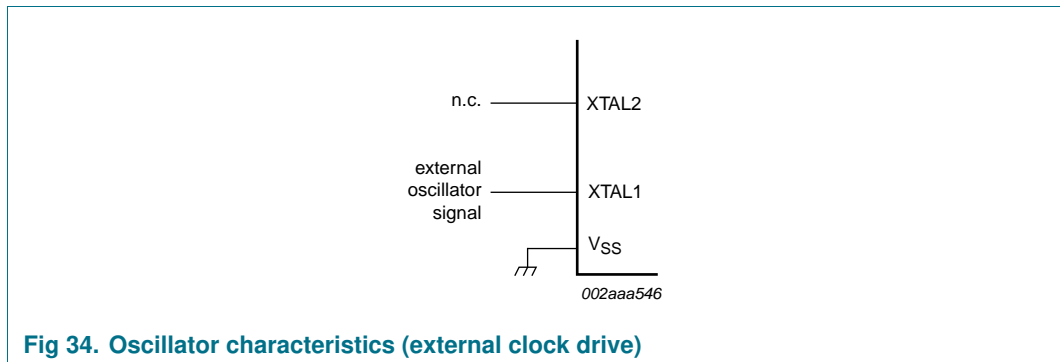 n.c.
XTAL2
external
oscillator
signal
XTAL1
VSS
002aaa546
Fig 34. Oscillator characteristics (external clock drive)